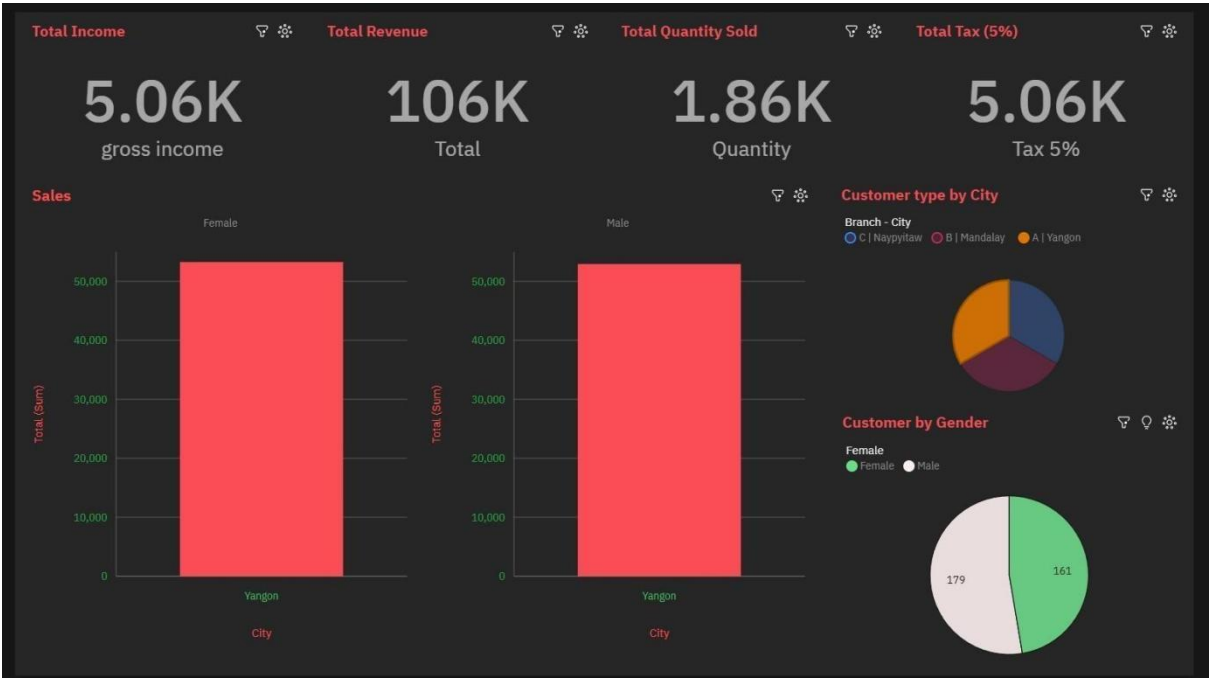 Total Income
Total Revenue
Total Quantity Sold
Total Tax (5%)
5.06K
106K
1.86K
5.06K
gross income
Total
Quantity
Tax 5%
Sales
Female
Male
Total (Sum)
50,000
40,000
30,000
20,000
10,000
0
Yangon
City
Total (Sum)
50,000
40,000
30,000
20,000
10,000
0
Yangon
City
Customer type by City
Branch - City
C | Naypyitaw B | Mandalay A | Yangon
Customer by Gender
Female
Female Male
179
161